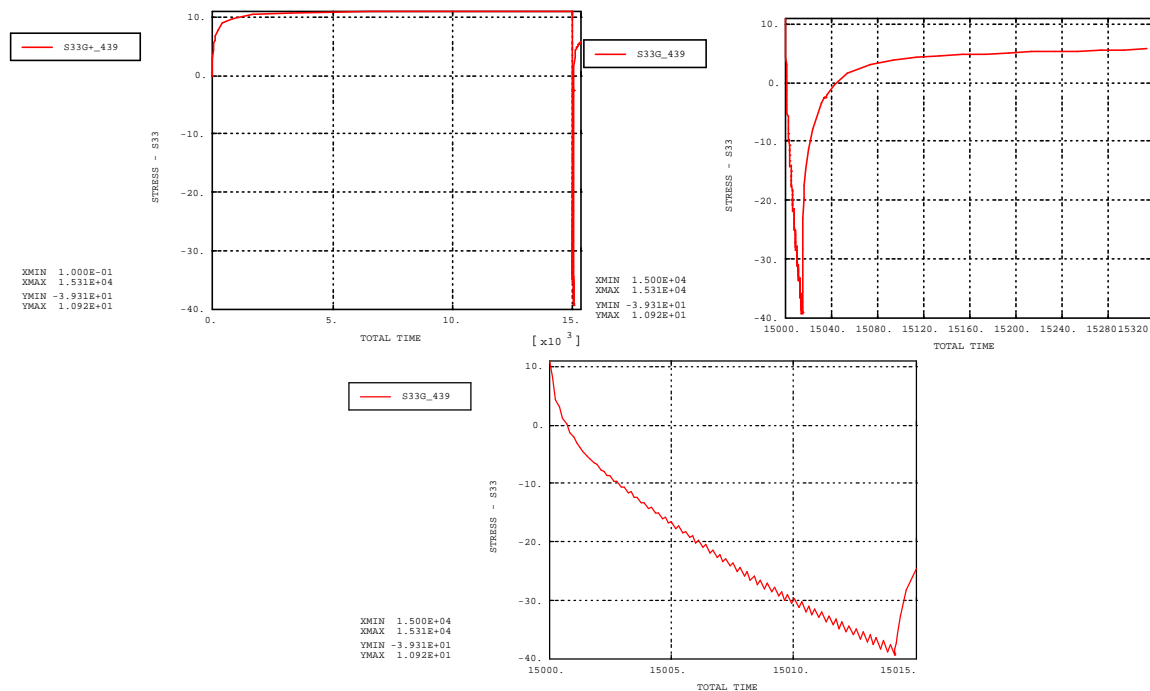 10.
S33G+_439
0.
-10.
STRESS - S33
-20.
-30.
XMIN 1.000E-01
XMAX 1.531E+04
YMIN -3.931E+01
YMAX 1.092E+01
-40.
0. 5. 10. 15.
TOTAL TIME [x10 3 ]
10.
S33G_439
0.
-10.
STRESS - S33
-20.
-30.
XMIN 1.500E+04
XMAX 1.531E+04
YMIN -3.931E+01
YMAX 1.092E+01
-40.
15000. 15040. 15080. 15120. 15160. 15200. 15240. 15280. 15320.
TOTAL TIME
10.
S33G_439
0.
-10.
STRESS - S33
-20.
-30.
XMIN 1.500E+04
XMAX 1.531E+04
YMIN -3.931E+01
YMAX 1.092E+01
-40.
15000. 15005. 15010. 15015.
TOTAL TIME